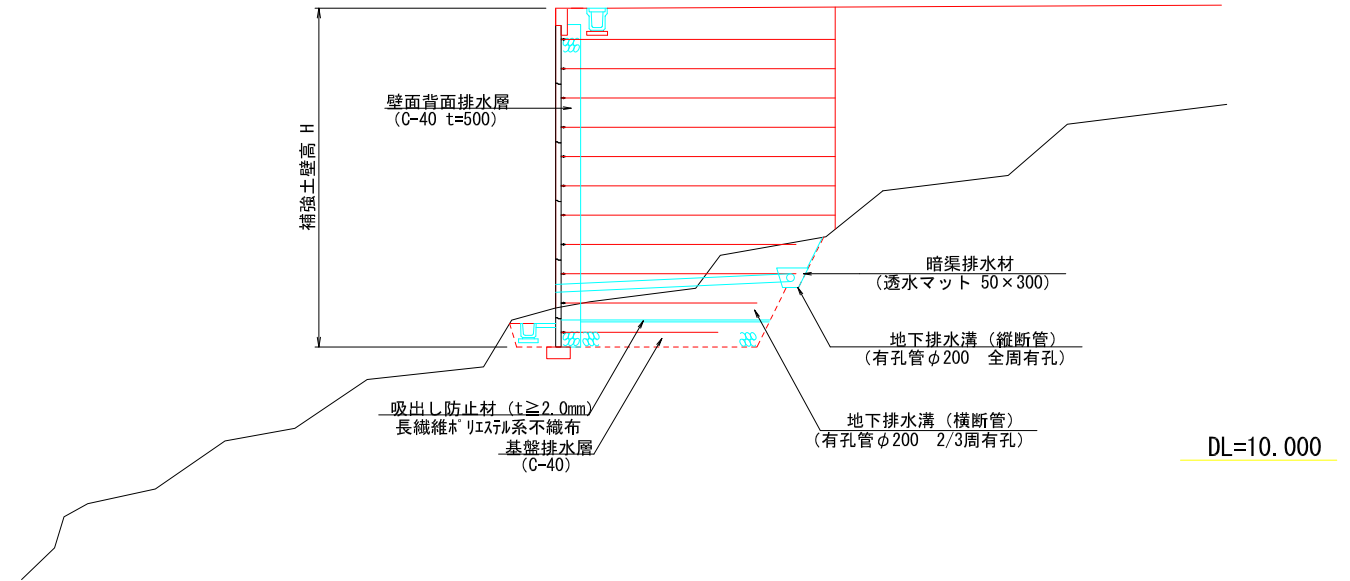 壁面背面排水層
(C-40 t=500)
補強土壁高 H
暗渠排水材
(透水マット 50×300)
地下排水溝(縦断管)
(有孔管φ200　全周有孔)
吸出し防止材(t≧2.0mm)
長繊維ﾎﾟﾘｴｽﾃﾙ系不織布
地下排水溝(横断管)
(有孔管φ200　2/3周有孔)
基盤排水層
(C-40)
DL=10.000